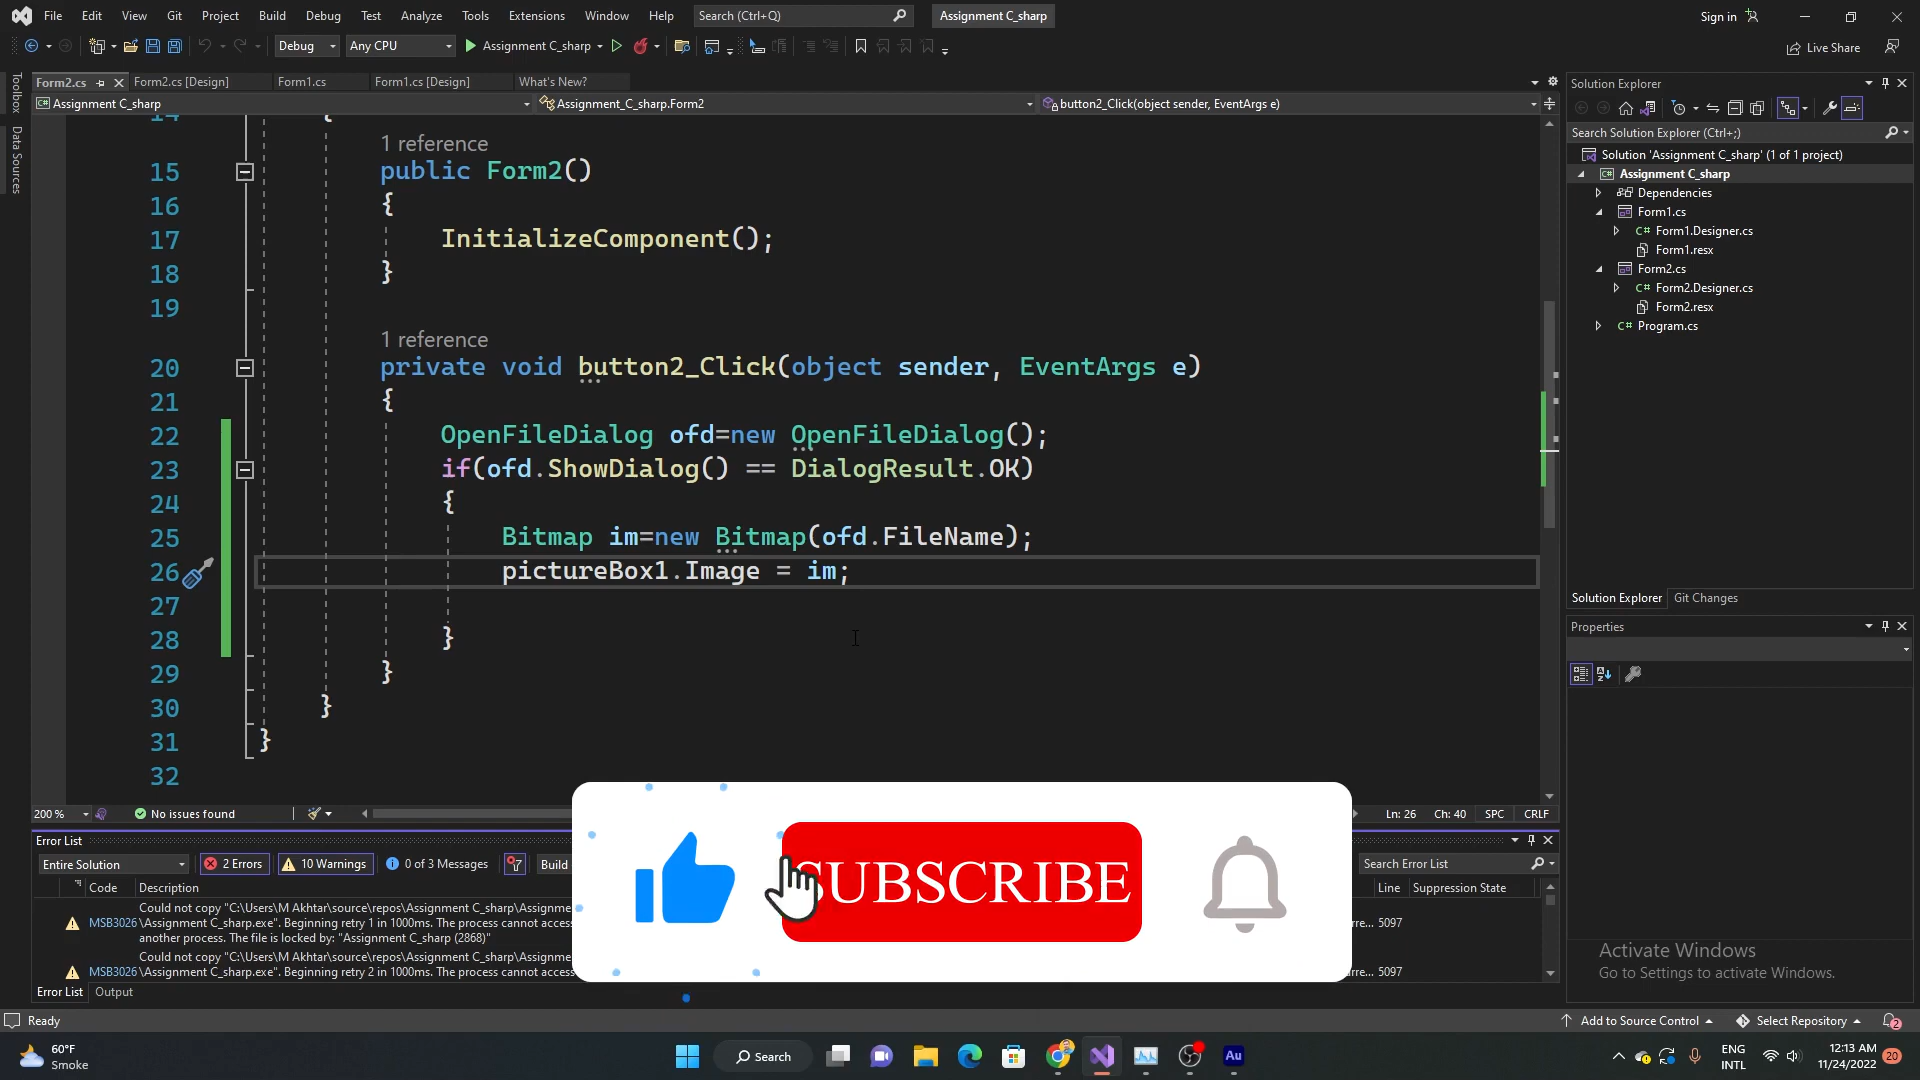 File Edit View Git Project Build Debug Test Analyze Tools Extensions Window Help Search (Ctrl+Q) Assignment C_sharp Sign in
Debug Any CPU Assignment C_sharp Live Share
Toolbox
Data Sources
Form2.cs Form2.cs [Design] Form1.cs Form1.cs [Design] What's New?
Assignment C_sharp Assignment_C_sharp.Form2 button2_Click(object sender, EventArgs e)
14 {
1 reference
15 public Form2()
16 {
17 InitializeComponent();
18 }
19
1 reference
20 private void button2_Click(object sender, EventArgs e)
21 {
22 OpenFileDialog ofd=new OpenFileDialog();
23 if(ofd.ShowDialog() == DialogResult.OK)
24 {
25 Bitmap im=new Bitmap(ofd.FileName);
26 pictureBox1.Image = im;
27
28 }
29 }
30 }
31 }
32
200 % No issues found Ln: 26 Ch: 40 SPC CRLF
Solution Explorer
Search Solution Explorer (Ctrl+;)
Solution 'Assignment C_sharp' (1 of 1 project)
Assignment C_sharp
Dependencies
Form1.cs
C# Form1.Designer.cs
Form1.resx
Form2.cs
C# Form2.Designer.cs
Form2.resx
C# Program.cs
Solution Explorer Git Changes
Properties
Error List
Entire Solution 2 Errors 10 Warnings 0 of 3 Messages Build Search Error List
Code Description Line Suppression State
Could not copy "C:\Users\M Akhtar\source\repos\Assignment C_sharp\Assignme
MSB3026 \Assignment C_sharp.exe". Beginning retry 1 in 1000ms. The process cannot access rre... 5097
another process. The file is locked by: "Assignment C_sharp (2868)"
Could not copy "C:\Users\M Akhtar\source\repos\Assignment C_sharp\Assignme
MSB3026 \Assignment C_sharp.exe". Beginning retry 2 in 1000ms. The process cannot access rre... 5097
Error List Output
SUBSCRIBE
Activate Windows
Go to Settings to activate Windows.
Ready Add to Source Control Select Repository 2
60°F
Smoke
Search
Au
ENG
INTL
12:13 AM
11/24/2022
20